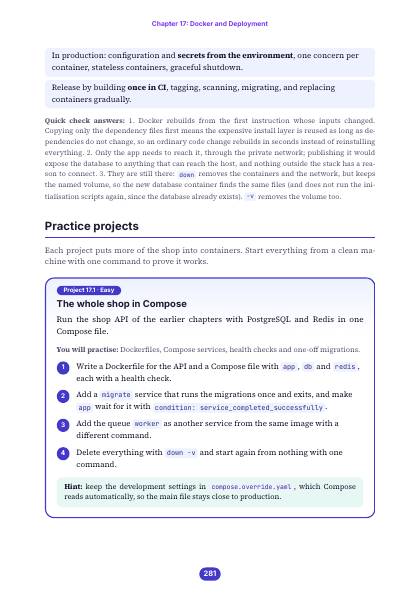 Chapter 17: Docker and Deployment
In production: configuration and secrets from the environment, one concern per
container, stateless containers, graceful shutdown.
Release by building once in CI, tagging, scanning, migrating, and replacing
containers gradually.
Quick check answers: 1. Docker rebuilds from the first instruction whose inputs changed.
Copying only the dependency files first means the expensive install layer is reused as long as de-
pendencies do not change, so an ordinary code change rebuilds in seconds instead of reinstalling
everything. 2. Only the app needs to reach it, through the private network; publishing it would
expose the database to anything that can reach the host, and nothing outside the stack has a rea-
son to connect. 3. They are still there: down removes the containers and the network, but keeps
the named volume, so the new database container finds the same files (and does not run the ini-
tialisation scripts again, since the database already exists). -v removes the volume too.
Practice projects
Each project puts more of the shop into containers. Start everything from a clean ma-
chine with one command to prove it works.
Project 17.1 · Easy
The whole shop in Compose
Run the shop API of the earlier chapters with PostgreSQL and Redis in one
Compose file.
You will practise: Dockerfiles, Compose services, health checks and one-off migrations.
1 Write a Dockerfile for the API and a Compose file with app, db and redis,
each with a health check.
2 Add a migrate service that runs the migrations once and exits, and make
app wait for it with condition: service_completed_successfully.
3 Add the queue worker as another service from the same image with a
different command.
4 Delete everything with down -v and start again from nothing with one
command.
Hint: keep the development settings in compose.override.yaml, which Compose
reads automatically, so the main file stays close to production.
281